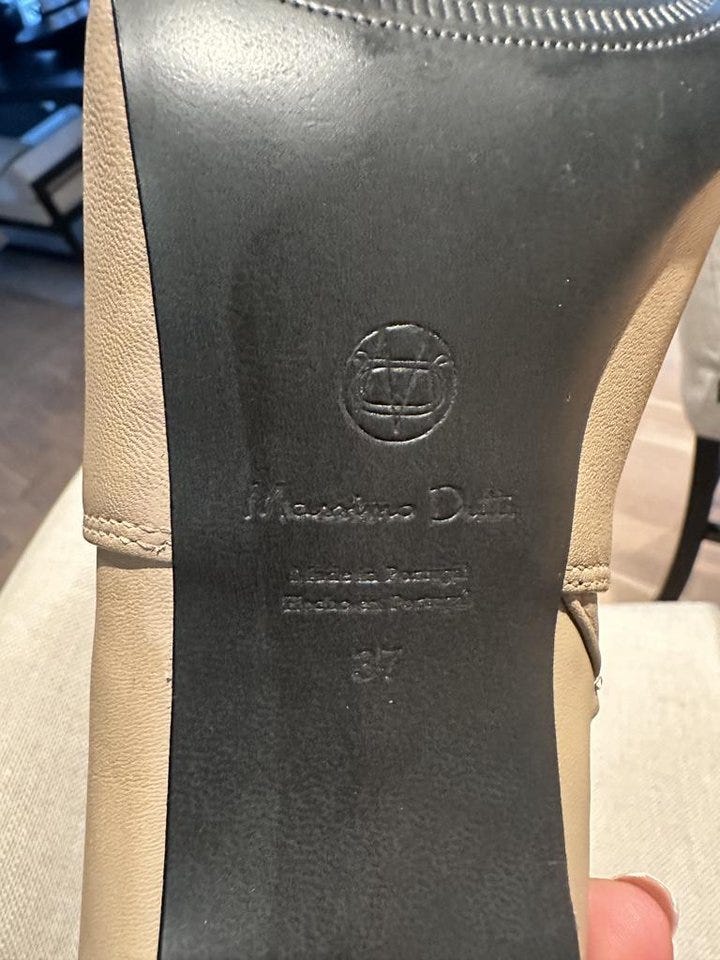 Massimo Dutti
Made in Portugal
Hecho en Portugal
37